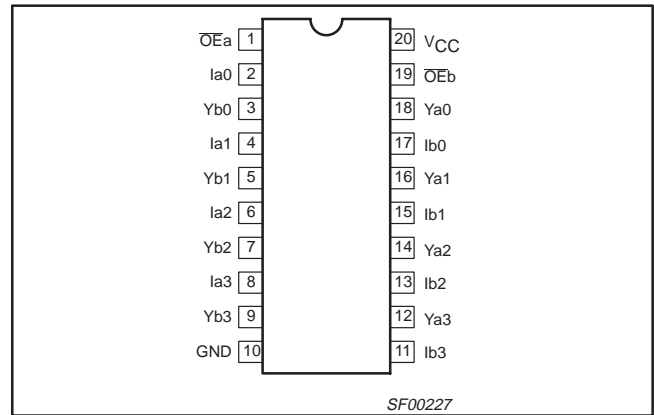 O̅E̅a 1 20 VCC
Ia0 2 19 O̅E̅b
Yb0 3 18 Ya0
Ia1 4 17 Ib0
Yb1 5 16 Ya1
Ia2 6 15 Ib1
Yb2 7 14 Ya2
Ia3 8 13 Ib2
Yb3 9 12 Ya3
GND 10 11 Ib3
SF00227